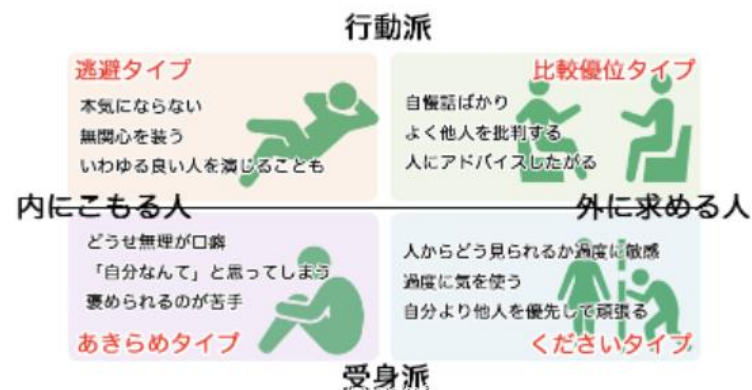 行動派
逃避タイプ
本気にならない
無関心を装う
いわゆる良い人を演じることも
比較優位タイプ
自慢話ばかり
よく他人を批判する
人にアドバイスしたがる
内にこもる人
外に求める人
どうせ無理が口癖
「自分なんて」と思ってしまう
褒められるのが苦手
あきらめタイプ
人からどう見られるか過度に敏感
過度に気を使う
自分より他人を優先して頑張る
くださいタイプ
受身派